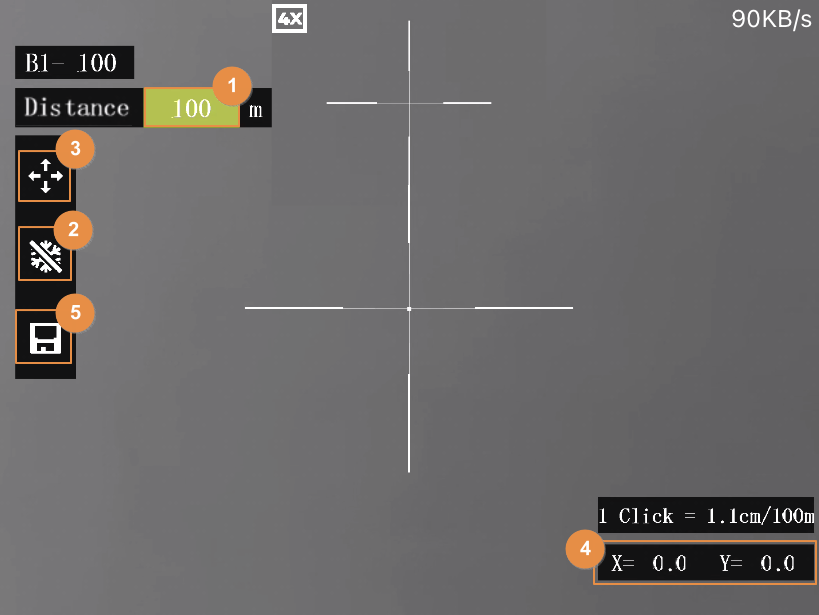 4X
90KB/s
B1- 100
Distance 100 m
1
3
2
5
1 Click = 1.1cm/100m
4
X= 0.0 Y= 0.0